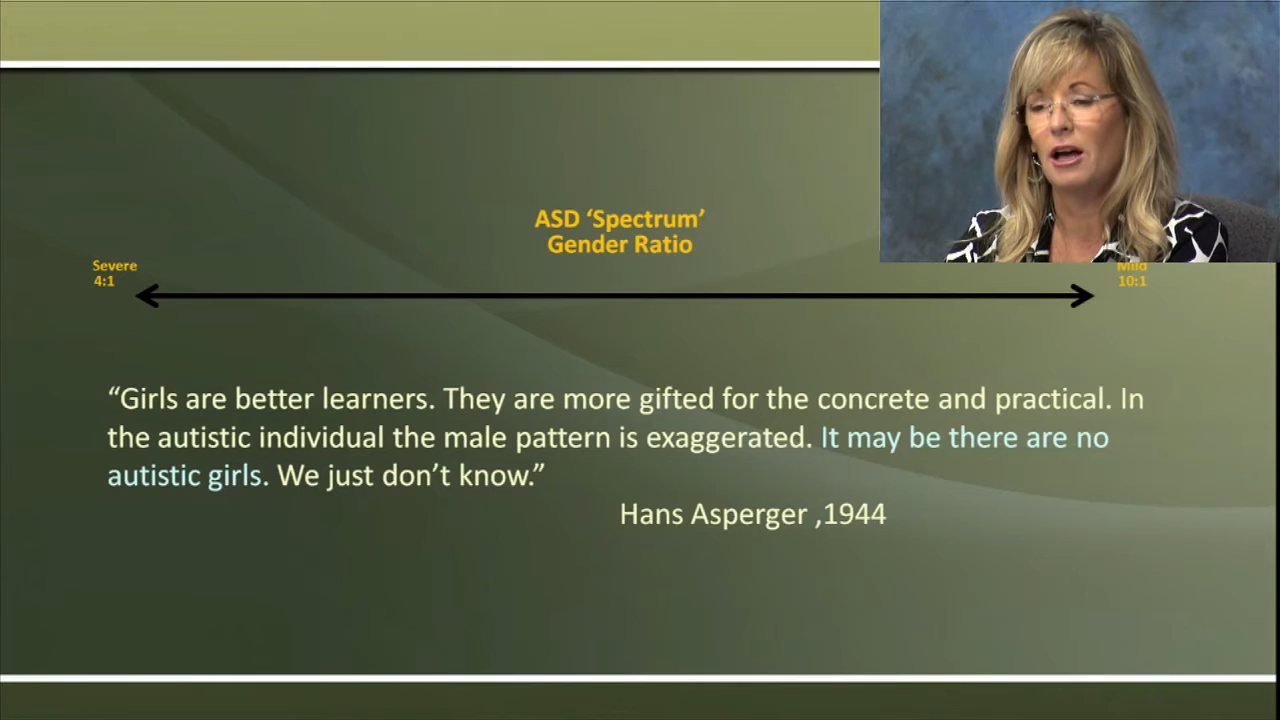 ASD ‘Spectrum’
Gender Ratio
Severe
4:1
Mild
10:1
“Girls are better learners. They are more gifted for the concrete and practical. In
the autistic individual the male pattern is exaggerated. It may be there are no
autistic girls. We just don’t know.”
Hans Asperger ,1944